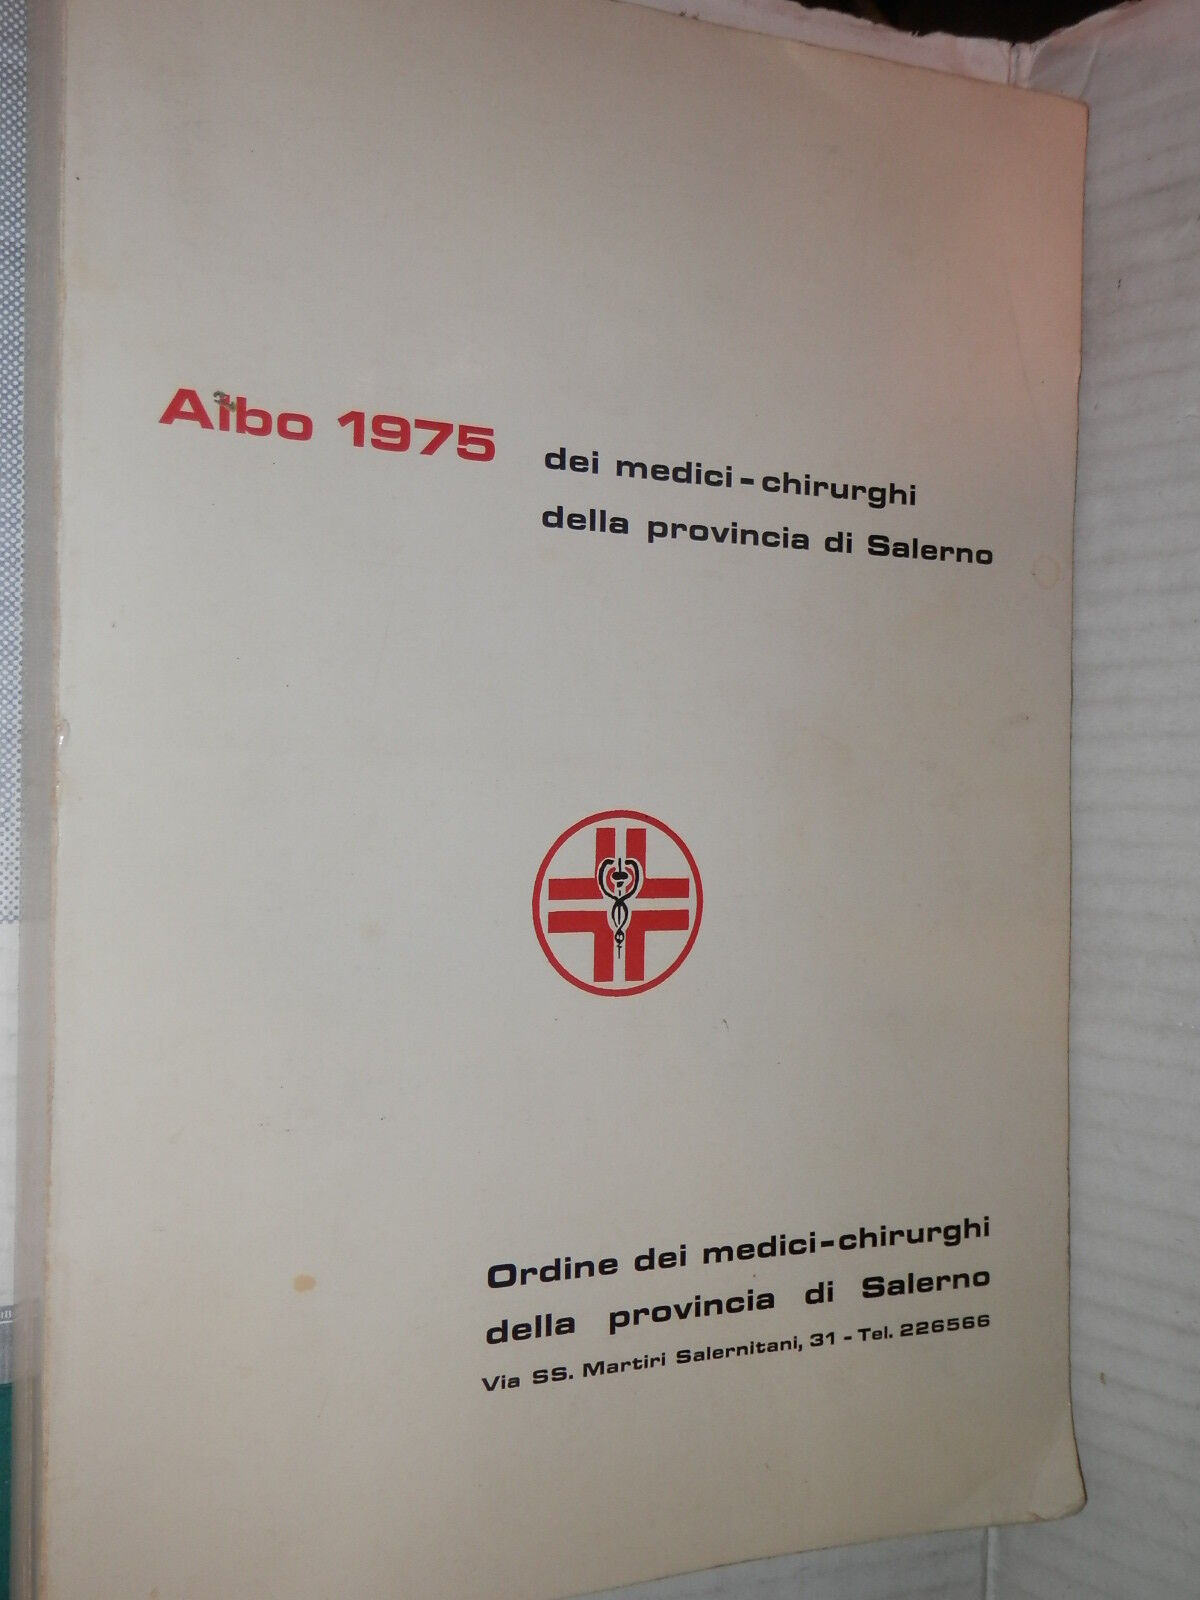 Albo 1975 dei medici-chirurghi
della provincia di Salerno
Ordine dei medici-chirurghi
della provincia di Salerno
Via SS. Martiri Salernitani, 31 - Tel. 226566